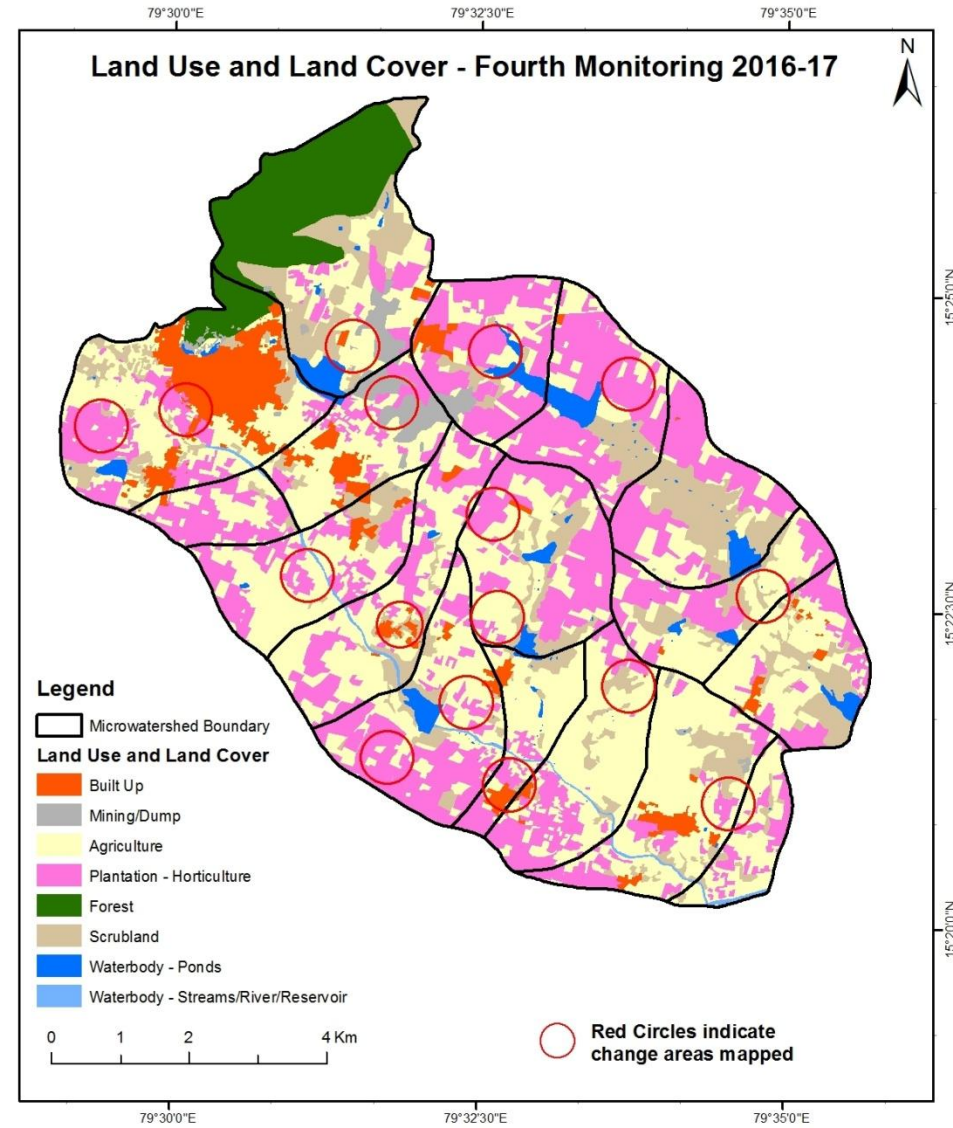 79°30'0"E 79°32'30"E 79°35'0"E
Land Use and Land Cover - Fourth Monitoring 2016-17
N
15°25'0"N
15°22'30"N
15°20'0"N
Legend
Microwatershed Boundary
Land Use and Land Cover
Built Up
Mining/Dump
Agriculture
Plantation - Horticulture
Forest
Scrubland
Waterbody - Ponds
Waterbody - Streams/River/Reservoir
0 1 2 4 Km
Red Circles indicate
change areas mapped
79°30'0"E 79°32'30"E 79°35'0"E